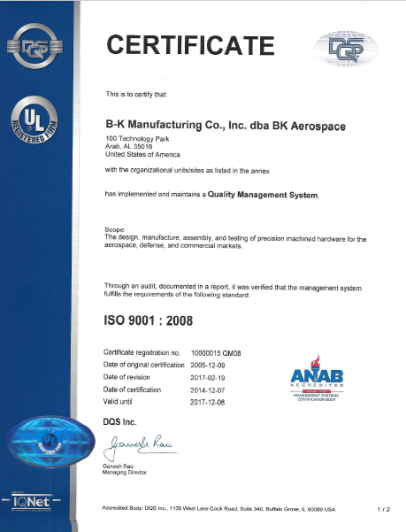 DQS
CERTIFICATE
DQS
UL
REGISTERED FIRM
This is to certify that
B-K Manufacturing Co., Inc. dba BK Aerospace
100 Technology Park
Arab, AL 35016
United States of America
with the organizational units/sites as listed in the annex
has implemented and maintains a Quality Management System.
Scope:
The design, manufacture, assembly, and testing of precision machined hardware for the
aerospace, defense, and commercial markets.
Through an audit, documented in a report, it was verified that the management system
fulfills the requirements of the following standard:
ISO 9001 : 2008
Certificate registration no. 10000015 QM08
Date of original certification 2005-12-09
Date of revision 2017-02-19
Date of certification 2014-12-07
Valid until 2017-12-06
ANAB
ACCREDITED
MANAGEMENT SYSTEMS
CERTIFICATION BODY
DQS Inc.
Ganesh Rao
Ganesh Rao
Managing Director
IQNet
Accredited Body: DQS Inc., 1130 West Lake Cook Road, Suite 340, Buffalo Grove, IL 60089 USA
1 / 2